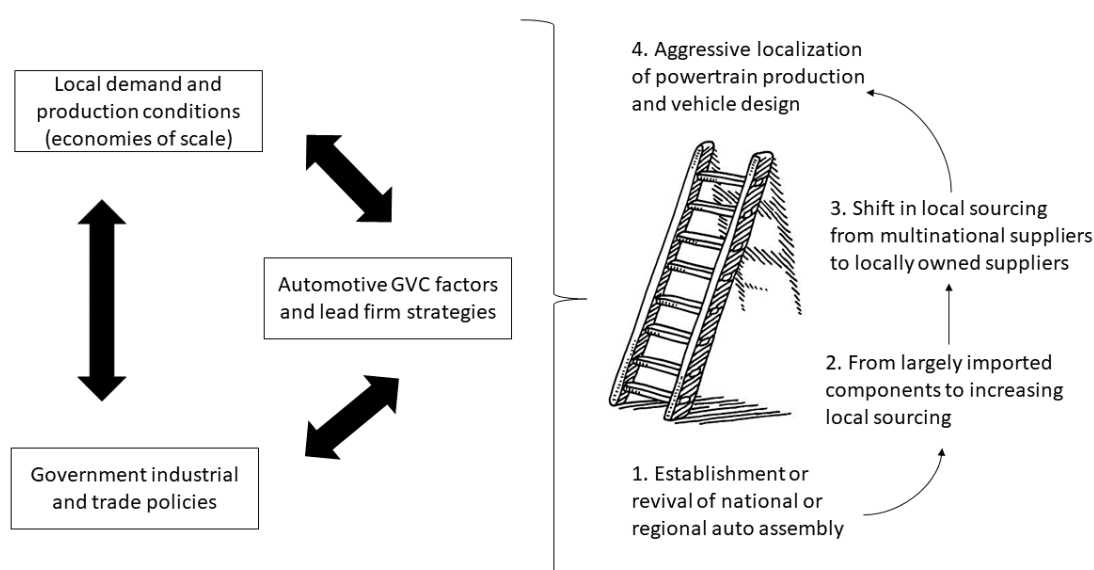 Local demand and
production conditions
(economies of scale)
Automotive GVC factors
and lead firm strategies
Government industrial
and trade policies
4. Aggressive localization
of powertrain production
and vehicle design
3. Shift in local sourcing
from multinational suppliers
to locally owned suppliers
2. From largely imported
components to increasing
local sourcing
1. Establishment or
revival of national or
regional auto assembly